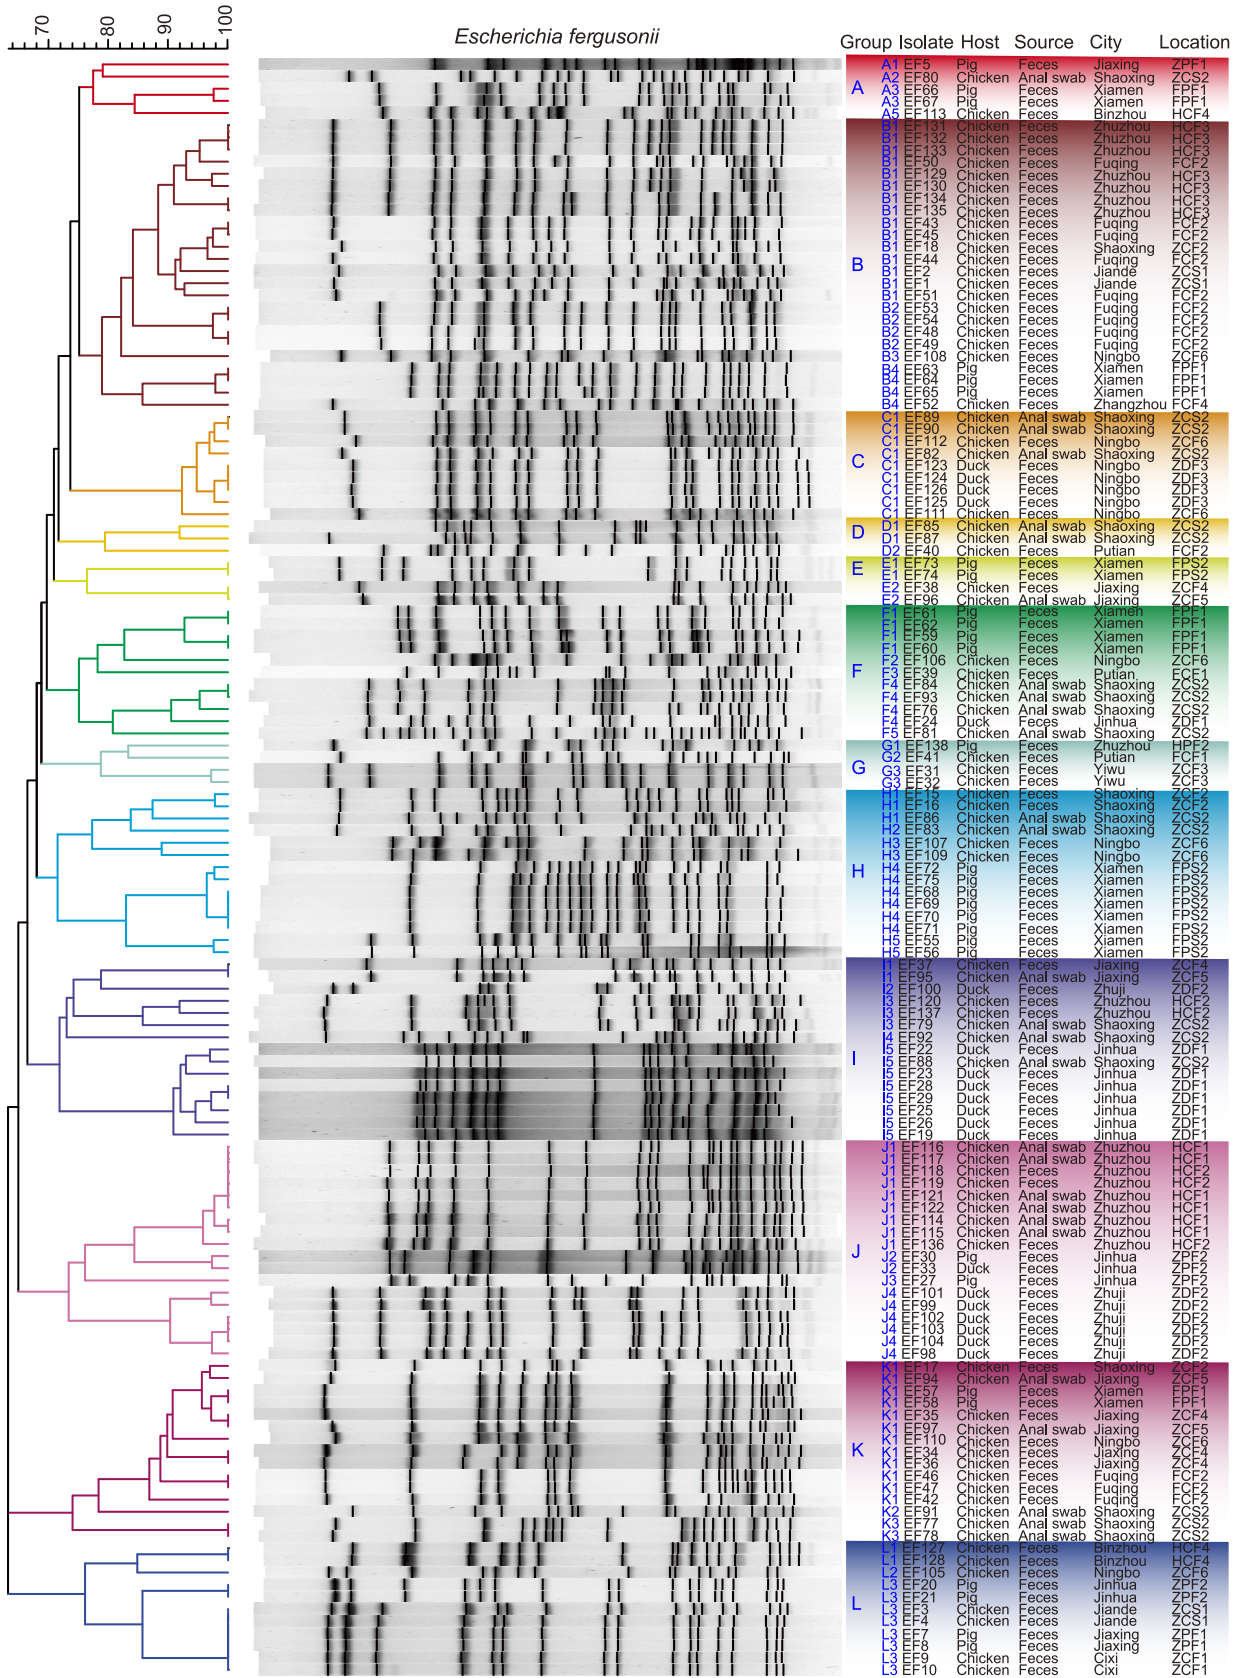 70 80 90 100
Escherichia fergusonii
Group Isolate Host Source City Location
A
A1 EF5 Pig Feces Jiaxing ZPF1
A2 EF80 Chicken Anal swab Shaoxing ZCS2
A3 EF66 Pig Feces Xiamen FPF1
A3 EF67 Pig Feces Xiamen FPF1
A5 EF113 Chicken Feces Binzhou HCF4
B
B1 EF131 Chicken Feces Zhuzhou HCF3
B1 EF132 Chicken Feces Zhuzhou HCF3
B1 EF133 Chicken Feces Zhuzhou HCF3
B1 EF50 Chicken Feces Fuqing FCF2
B1 EF129 Chicken Feces Zhuzhou HCF3
B1 EF130 Chicken Feces Zhuzhou HCF3
B1 EF134 Chicken Feces Zhuzhou HCF3
B1 EF135 Chicken Feces Zhuzhou HCF3
B1 EF43 Chicken Feces Fuqing FCF2
B1 EF45 Chicken Feces Fuqing FCF2
B1 EF18 Chicken Feces Shaoxing ZCF2
B1 EF44 Chicken Feces Fuqing FCF2
B1 EF2 Chicken Feces Jiande ZCS1
B1 EF1 Chicken Feces Jiande ZCS1
B1 EF51 Chicken Feces Fuqing FCF2
B2 EF53 Chicken Feces Fuqing FCF2
B2 EF54 Chicken Feces Fuqing FCF2
B2 EF48 Chicken Feces Fuqing FCF2
B2 EF49 Chicken Feces Fuqing FCF2
B3 EF108 Chicken Feces Ningbo ZCF6
B4 EF63 Pig Feces Xiamen FPF1
B4 EF64 Pig Feces Xiamen FPF1
B4 EF65 Pig Feces Xiamen FPF1
B4 EF52 Chicken Feces Zhangzhou FCF4
C
C1 EF89 Chicken Anal swab Shaoxing ZCS2
C1 EF90 Chicken Anal swab Shaoxing ZCS2
C1 EF112 Chicken Feces Ningbo ZCF6
C1 EF82 Chicken Anal swab Shaoxing ZCS2
C1 EF123 Duck Feces Ningbo ZDF3
C1 EF124 Duck Feces Ningbo ZDF3
C1 EF126 Duck Feces Ningbo ZDF3
C1 EF125 Duck Feces Ningbo ZDF3
C1 EF111 Chicken Feces Ningbo ZCF6
D
D1 EF85 Chicken Anal swab Shaoxing ZCS2
D1 EF87 Chicken Anal swab Shaoxing ZCS2
D2 EF40 Chicken Feces Putian FCF2
E
E1 EF73 Pig Feces Xiamen FPS2
E1 EF74 Pig Feces Xiamen FPS2
E2 EF38 Chicken Feces Jiaxing ZCF4
E2 EF96 Chicken Anal swab Jiaxing ZCF5
F
F1 EF61 Pig Feces Xiamen FPF1
F1 EF62 Pig Feces Xiamen FPF1
F1 EF59 Pig Feces Xiamen FPF1
F1 EF60 Pig Feces Xiamen FPF1
F2 EF106 Chicken Feces Ningbo ZCF6
F3 EF39 Chicken Feces Putian FCF1
F4 EF84 Chicken Anal swab Shaoxing ZCS2
F4 EF93 Chicken Anal swab Shaoxing ZCS2
F4 EF76 Chicken Anal swab Shaoxing ZCS2
F4 EF24 Duck Feces Jinhua ZDF1
F5 EF81 Chicken Anal swab Shaoxing ZCS2
G
G1 EF138 Pig Feces Zhuzhou HPF2
G2 EF41 Chicken Feces Putian FCF1
G3 EF31 Chicken Feces Yiwu ZCF3
G3 EF32 Chicken Feces Yiwu ZCF3
H
H1 EF15 Chicken Feces Shaoxing ZCF2
H1 EF16 Chicken Feces Shaoxing ZCF2
H1 EF86 Chicken Anal swab Shaoxing ZCS2
H2 EF83 Chicken Anal swab Shaoxing ZCS2
H3 EF107 Chicken Feces Ningbo ZCF6
H3 EF109 Chicken Feces Ningbo ZCF6
H4 EF72 Pig Feces Xiamen FPS2
H4 EF75 Pig Feces Xiamen FPS2
H4 EF68 Pig Feces Xiamen FPS2
H4 EF69 Pig Feces Xiamen FPS2
H4 EF70 Pig Feces Xiamen FPS2
H4 EF71 Pig Feces Xiamen FPS2
H5 EF55 Pig Feces Xiamen FPS2
H5 EF56 Pig Feces Xiamen FPS2
I
I1 EF37 Chicken Feces Jiaxing ZCF4
I1 EF95 Chicken Anal swab Jiaxing ZCF5
I2 EF100 Duck Feces Zhuji ZDF2
I3 EF120 Chicken Feces Zhuzhou HCF2
I3 EF137 Chicken Feces Zhuzhou HCF2
I3 EF79 Chicken Anal swab Shaoxing ZCS2
I4 EF92 Chicken Anal swab Shaoxing ZCS2
I5 EF22 Duck Feces Jinhua ZDF1
I5 EF88 Chicken Anal swab Shaoxing ZCS2
I5 EF23 Duck Feces Jinhua ZDF1
I5 EF28 Duck Feces Jinhua ZDF1
I5 EF29 Duck Feces Jinhua ZDF1
I5 EF25 Duck Feces Jinhua ZDF1
I5 EF26 Duck Feces Jinhua ZDF1
I5 EF19 Duck Feces Jinhua ZDF1
J
J1 EF116 Chicken Anal swab Zhuzhou HCF1
J1 EF117 Chicken Anal swab Zhuzhou HCF1
J1 EF118 Chicken Feces Zhuzhou HCF2
J1 EF119 Chicken Feces Zhuzhou HCF2
J1 EF121 Chicken Anal swab Zhuzhou HCF1
J1 EF122 Chicken Anal swab Zhuzhou HCF1
J1 EF114 Chicken Anal swab Zhuzhou HCF1
J1 EF115 Chicken Anal swab Zhuzhou HCF1
J1 EF136 Chicken Feces Zhuzhou HCF2
J2 EF30 Pig Feces Jinhua ZPF2
J2 EF33 Duck Feces Jinhua ZPF2
J3 EF27 Pig Feces Jinhua ZPF2
J4 EF101 Duck Feces Zhuji ZDF2
J4 EF99 Duck Feces Zhuji ZDF2
J4 EF102 Duck Feces Zhuji ZDF2
J4 EF103 Duck Feces Zhuji ZDF2
J4 EF104 Duck Feces Zhuji ZDF2
J4 EF98 Duck Feces Zhuji ZDF2
K
K1 EF17 Chicken Feces Shaoxing ZCF2
K1 EF94 Chicken Anal swab Jiaxing ZCF5
K1 EF57 Pig Feces Xiamen FPF1
K1 EF58 Pig Feces Xiamen FPF1
K1 EF35 Chicken Feces Jiaxing ZCF4
K1 EF97 Chicken Anal swab Jiaxing ZCF5
K1 EF110 Chicken Feces Ningbo ZCF6
K1 EF34 Chicken Feces Jiaxing ZCF4
K1 EF36 Chicken Feces Jiaxing ZCF4
K1 EF46 Chicken Feces Fuqing FCF2
K1 EF47 Chicken Feces Fuqing FCF2
K1 EF42 Chicken Feces Fuqing FCF2
K2 EF91 Chicken Anal swab Shaoxing ZCS2
K3 EF77 Chicken Anal swab Shaoxing ZCS2
K3 EF78 Chicken Anal swab Shaoxing ZCS2
L
L1 EF127 Chicken Feces Binzhou HCF4
L1 EF128 Chicken Feces Binzhou HCF4
L2 EF105 Chicken Feces Ningbo ZCF6
L3 EF20 Pig Feces Jinhua ZPF2
L3 EF21 Pig Feces Jinhua ZPF2
L3 EF3 Chicken Feces Jiande ZCS1
L3 EF4 Chicken Feces Jiande ZCS1
L3 EF7 Pig Feces Jiaxing ZPF1
L3 EF8 Pig Feces Jiaxing ZPF1
L3 EF9 Chicken Feces Cixi ZCF1
L3 EF10 Chicken Feces Cixi ZCF1